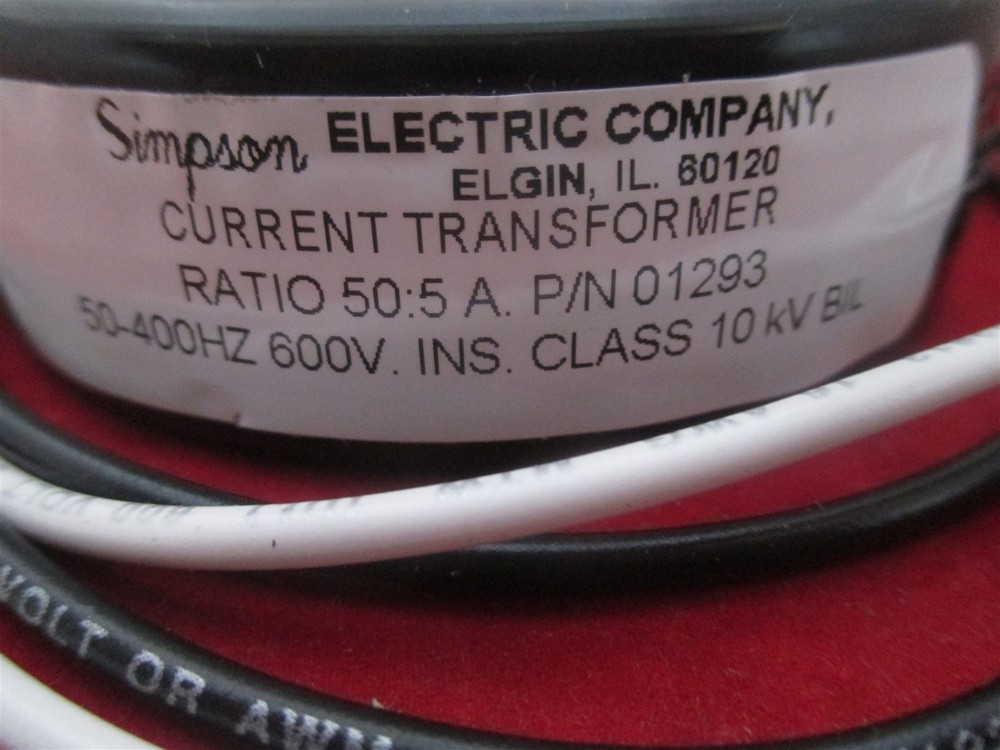 Simpson ELECTRIC COMPANY,
ELGIN, IL. 60120
CURRENT TRANSFORMER
RATIO 50:5 A. P/N 01293
50-400HZ 600V. INS. CLASS 10 kV BIL
VOLT OR AWM